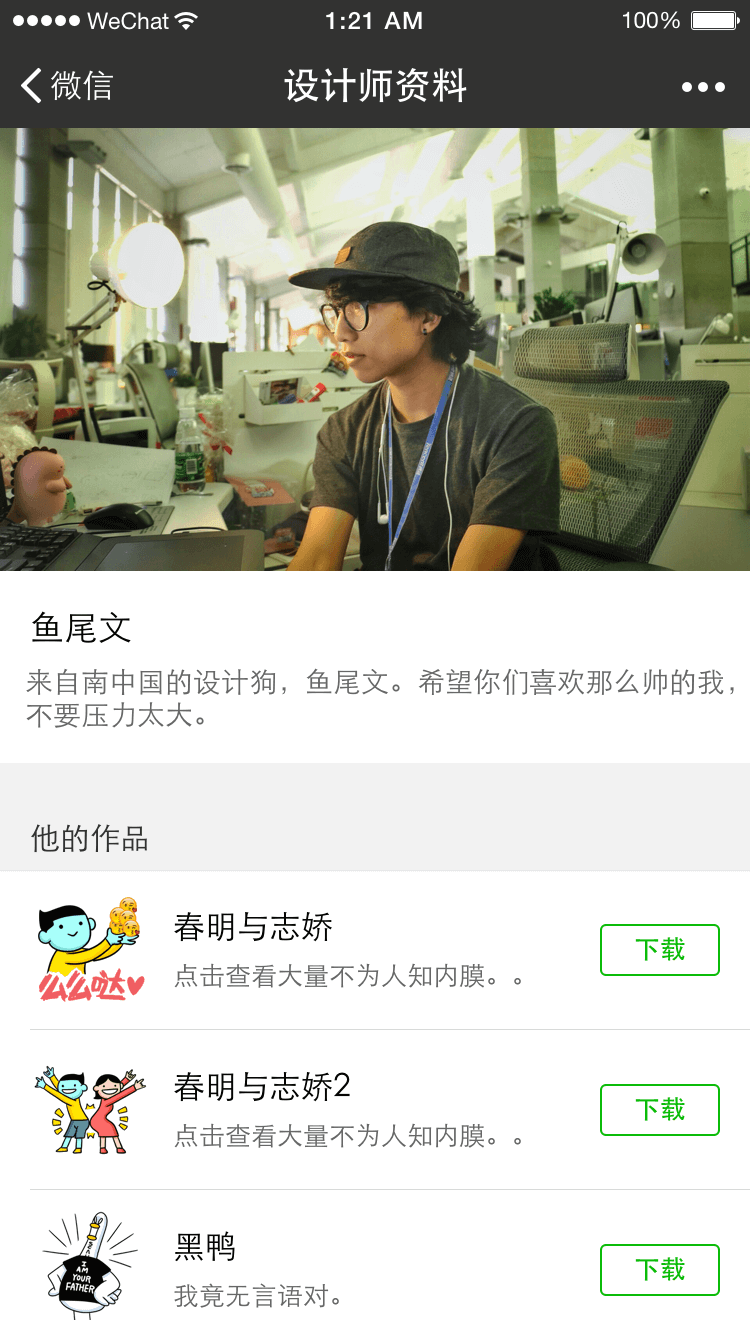 WeChat 1:21 AM 100%
微信 设计师资料
鱼尾文
来自南中国的设计狗，鱼尾文。希望你们喜欢那么帅的我，
不要压力太大。
他的作品
么么哒
春明与志娇
点击查看大量不为人知内膜。。
下载
春明与志娇2
点击查看大量不为人知内膜。。
下载
I
AM
YOUR
FATHER
黑鸭
我竟无言语对。
下载